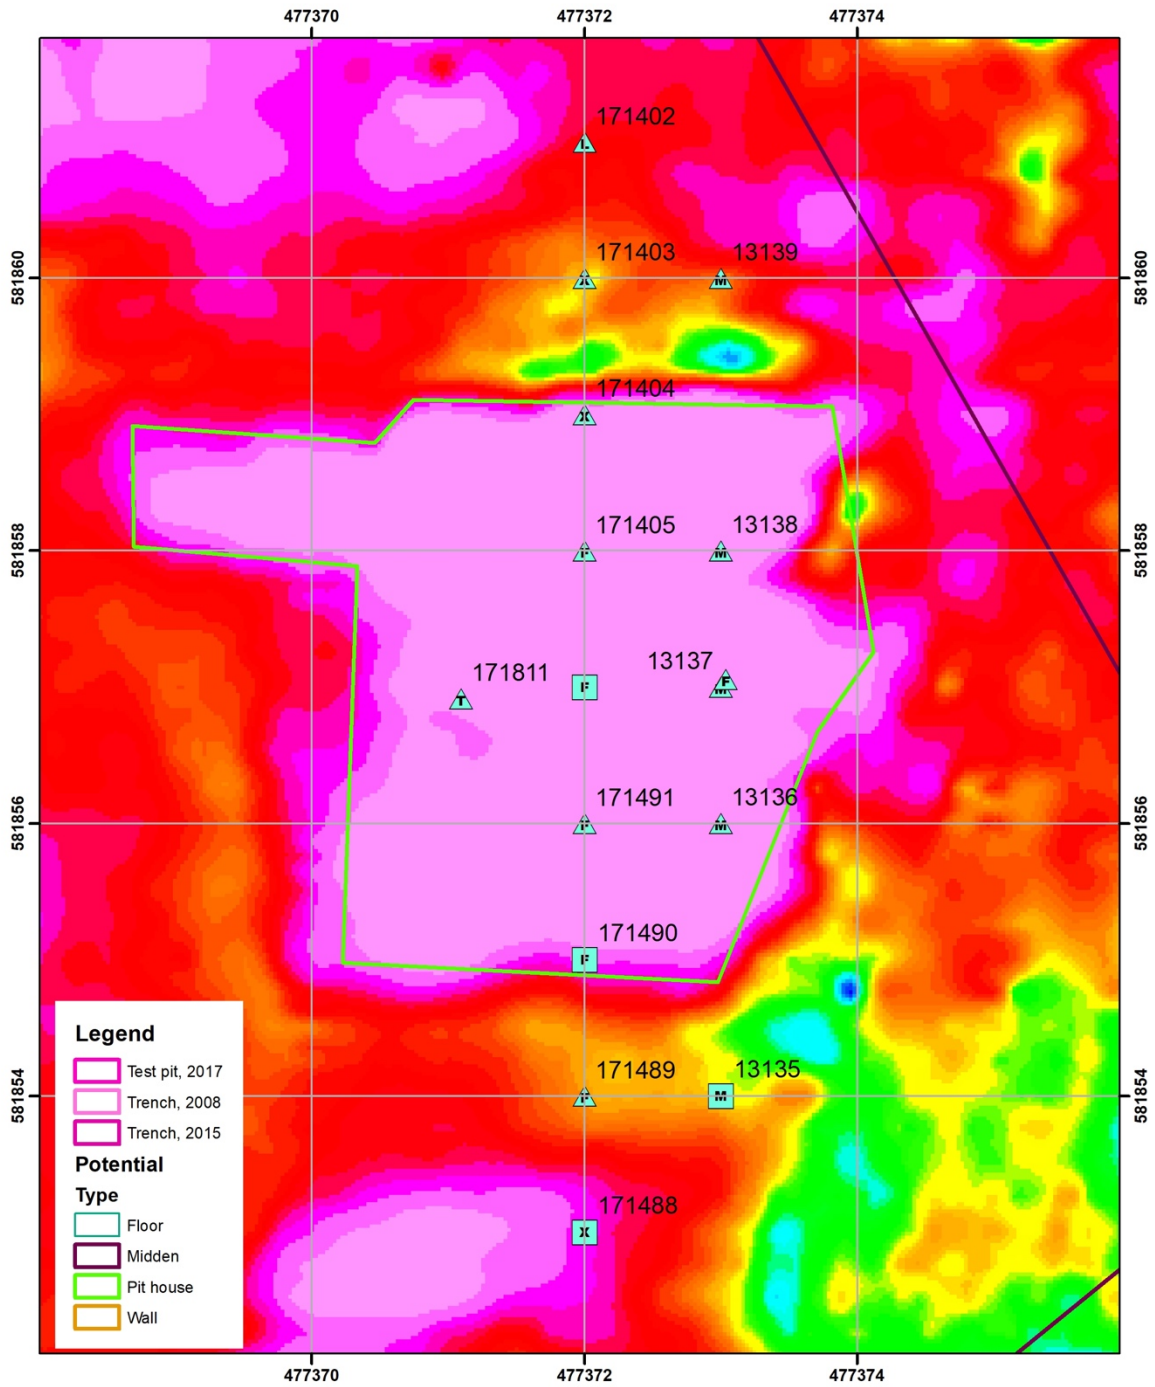 477370 477372 477374
171402
L
171403 13139
X M
581860 581860
171404
X
171405 13138
F M
581858 581858
171811 13137
T F F
M
171491 13136
F M
581856 581856
171490
F
171489 13135
M
581854 581854
171488
X
Legend
Test pit, 2017
Trench, 2008
Trench, 2015
Potential
Type
Floor
Midden
Pit house
Wall
477370 477372 477374